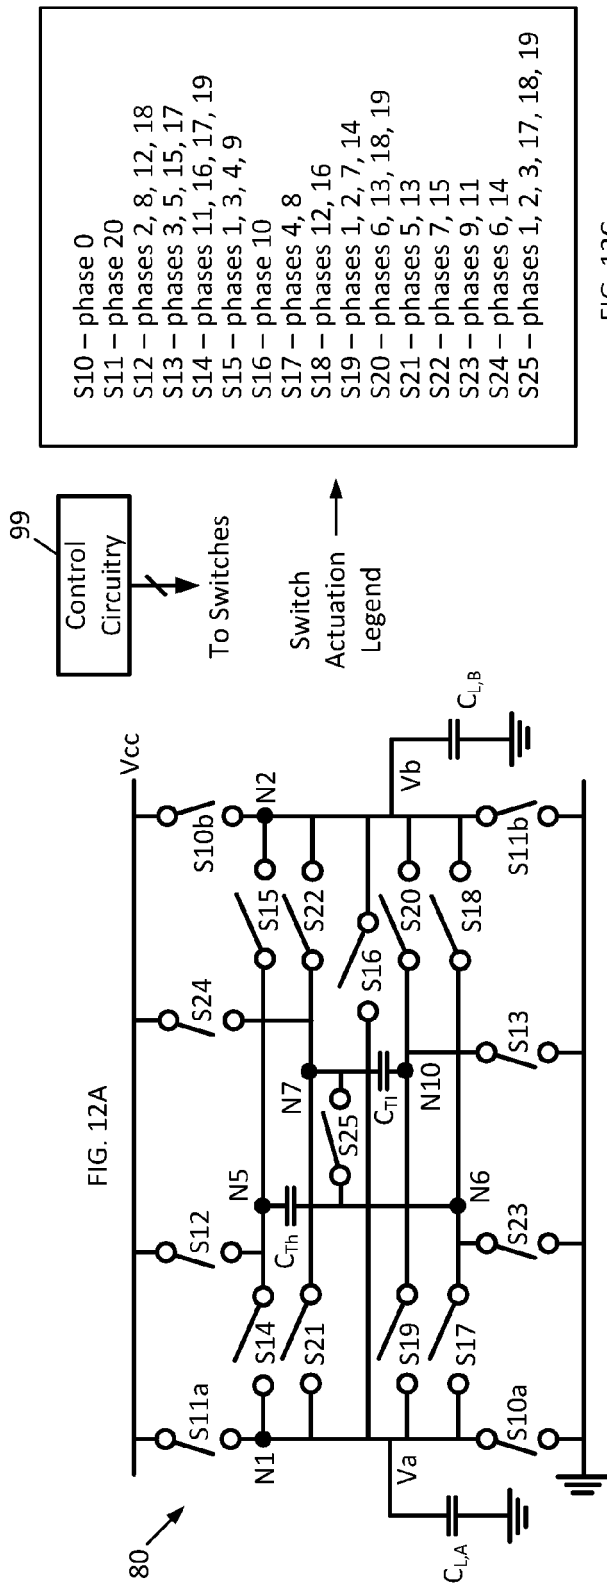 FIG. 12A
80
Vcc
S11a
S12
S24
S10b
N1
N5
N7
N2
S14
S15
S21
S22
C_Th
S25
C_Tl
S16
S19
S20
N10
S17
N6
S18
Va
Vb
S10a
S23
S13
S11b
C_L,A
C_L,B
99
Control
Circuitry
To Switches
Switch
Actuation
Legend
S10 – phase 0
S11 – phase 20
S12 – phases 2, 8, 12, 18
S13 – phases 3, 5, 15, 17
S14 – phases 11, 16, 17, 19
S15 – phases 1, 3, 4, 9
S16 – phase 10
S17 – phases 4, 8
S18 – phases 12, 16
S19 – phases 1, 2, 7, 14
S20 – phases 6, 13, 18, 19
S21 – phases 5, 13
S22 – phases 7, 15
S23 – phases 9, 11
S24 – phases 6, 14
S25 – phases 1, 2, 3, 17, 18, 19